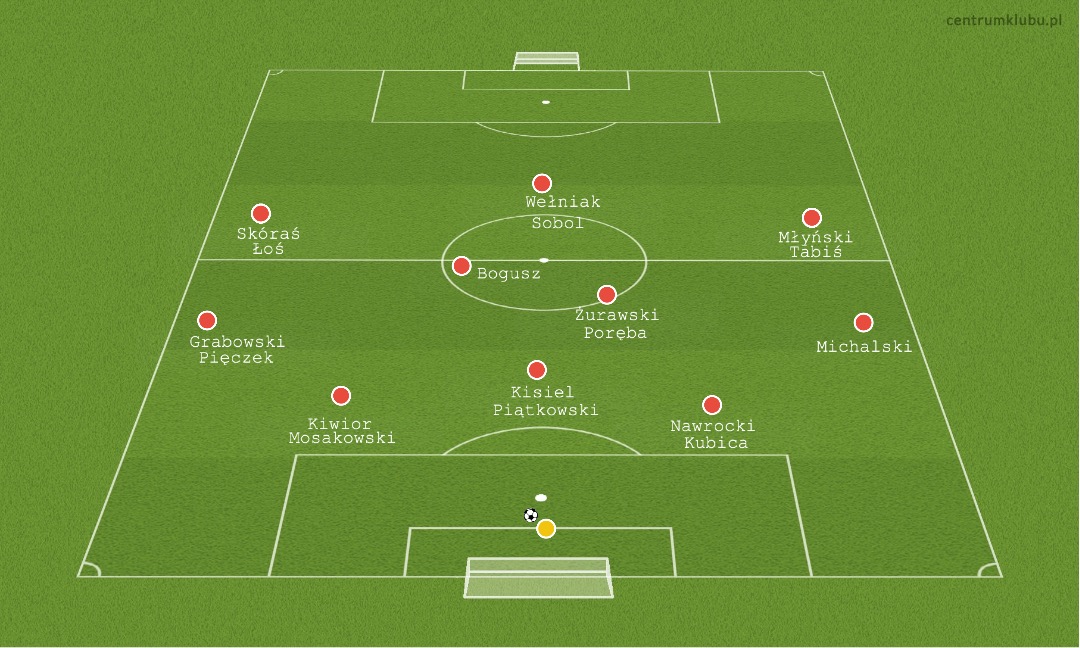 centrumklubu.pl
Wełniak
Sobol
Skóraś
Łoś
Młyński
Tabiś
Bogusz
Żurawski
Poręba
Grabowski
Pięczek
Michalski
Kisiel
Piątkowski
Kiwior
Mosakowski
Nawrocki
Kubica